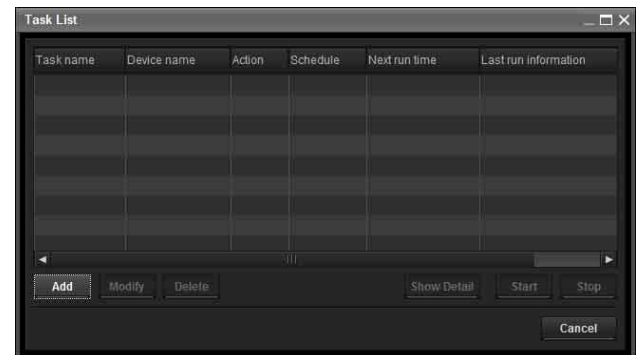 Task List
Task name Device name Action Schedule Next run time Last run information
Add Modify Delete Show Detail Start Stop
Cancel